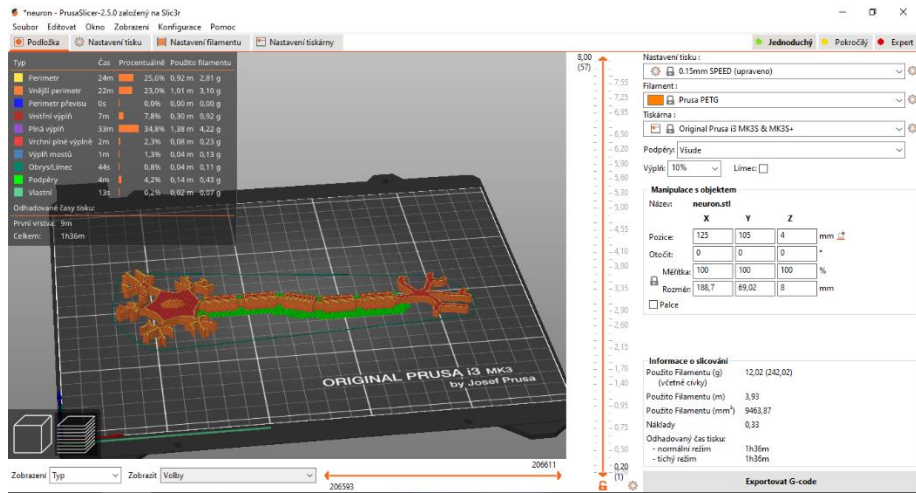 *neuron - PrusaSlicer-2.5.0 založený na Slic3r
Soubor Editovat Okno Zobrazení Konfigurace Pomoc
Podložka Nastavení tisku Nastavení filamentu Nastavení tiskárny Jednoduchý Pokročilý Expert
Typ Čas Procentuálně Použito filamentu
Perimetr 24m 25,6% 0,92 m 2,81 g
Vnější perimetr 22m 23,0% 1,01 m 3,10 g
Perimetr převisu 0s 0,0% 0,00 m 0,00 g
Vnitřní výplň 7m 7,8% 0,30 m 0,92 g
Plná výplň 33m 34,8% 1,38 m 4,22 g
Vrchní plné výplně 2m 2,3% 0,08 m 0,23 g
Výplň mostů 1m 1,3% 0,04 m 0,13 g
Obrys/Límec 44s 0,8% 0,04 m 0,11 g
Podpěry 4m 4,2% 0,14 m 0,43 g
Vlastní 13s 0,2% 0,02 m 0,07 g
Odhadované časy tisku:
První vrstva: 9m
Celkem: 1h36m
ORIGINAL PRUSA i3 MK3
by Josef Prusa
8,00
(57)
7,55
7,25
6,95
6,50
6,20
5,90
5,60
5,30
5,00
4,55
4,10
3,80
3,35
2,90
2,60
2,15
1,70
1,40
0,95
0,50
0,20
(1)
Nastavení tisku :
0.15mm SPEED (upraveno)
Filament :
Prusa PETG
Tiskárna :
Original Prusa i3 MK3S & MK3S+
Podpěry: Všude
Výplň: 10% Límec:
Manipulace s objektem
Název: neuron.stl
X Y Z
Pozice: 125 105 4 mm
Otočit: 0 0 0 °
Měřítka: 100 100 100 %
Rozměr: 188,7 69,02 8 mm
Palce
Informace o slicování
Použito Filamentu (g) 12,02 (242,02)
(včetně cívky)
Použito Filamentu (m) 3,93
Použito Filamentu (mm³) 9463,87
Náklady 0,33
Odhadovaný čas tisku:
- normální režim 1h36m
- tichý režim 1h36m
Zobrazení Typ Zobrazit Volby
206611
206593
Exportovat G-code